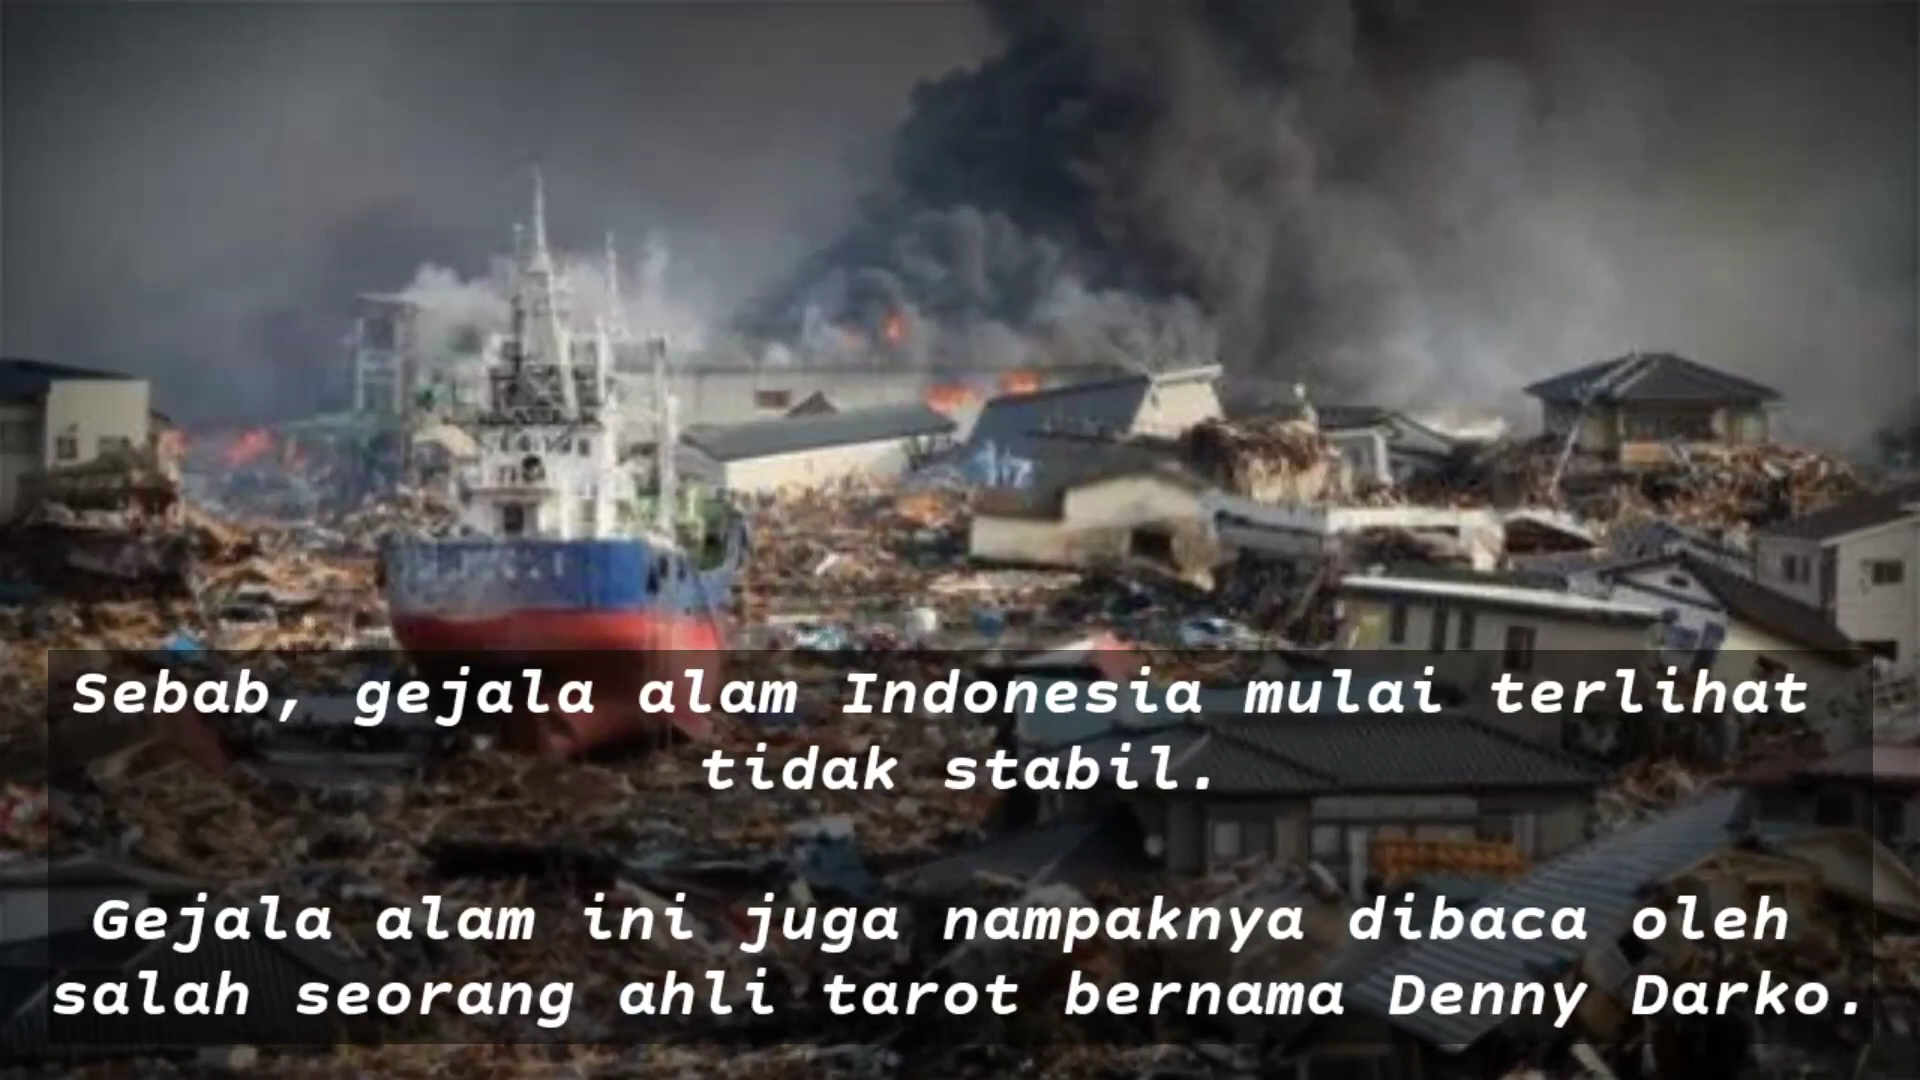 Sebab, gejala alam Indonesia mulai terlihat
tidak stabil.
Gejala alam ini juga nampaknya dibaca oleh
salah seorang ahli tarot bernama Denny Darko.